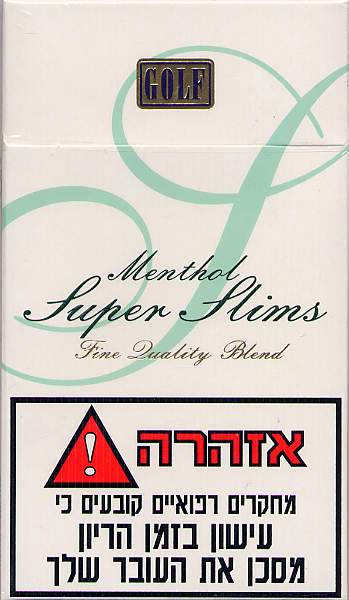 GOLF
Menthol
Super Slims
Fine Quality Blend
אזהרה
מחקרים רפואיים קובעים כי
עישון בזמן הריון
מסכן את העובר שלך